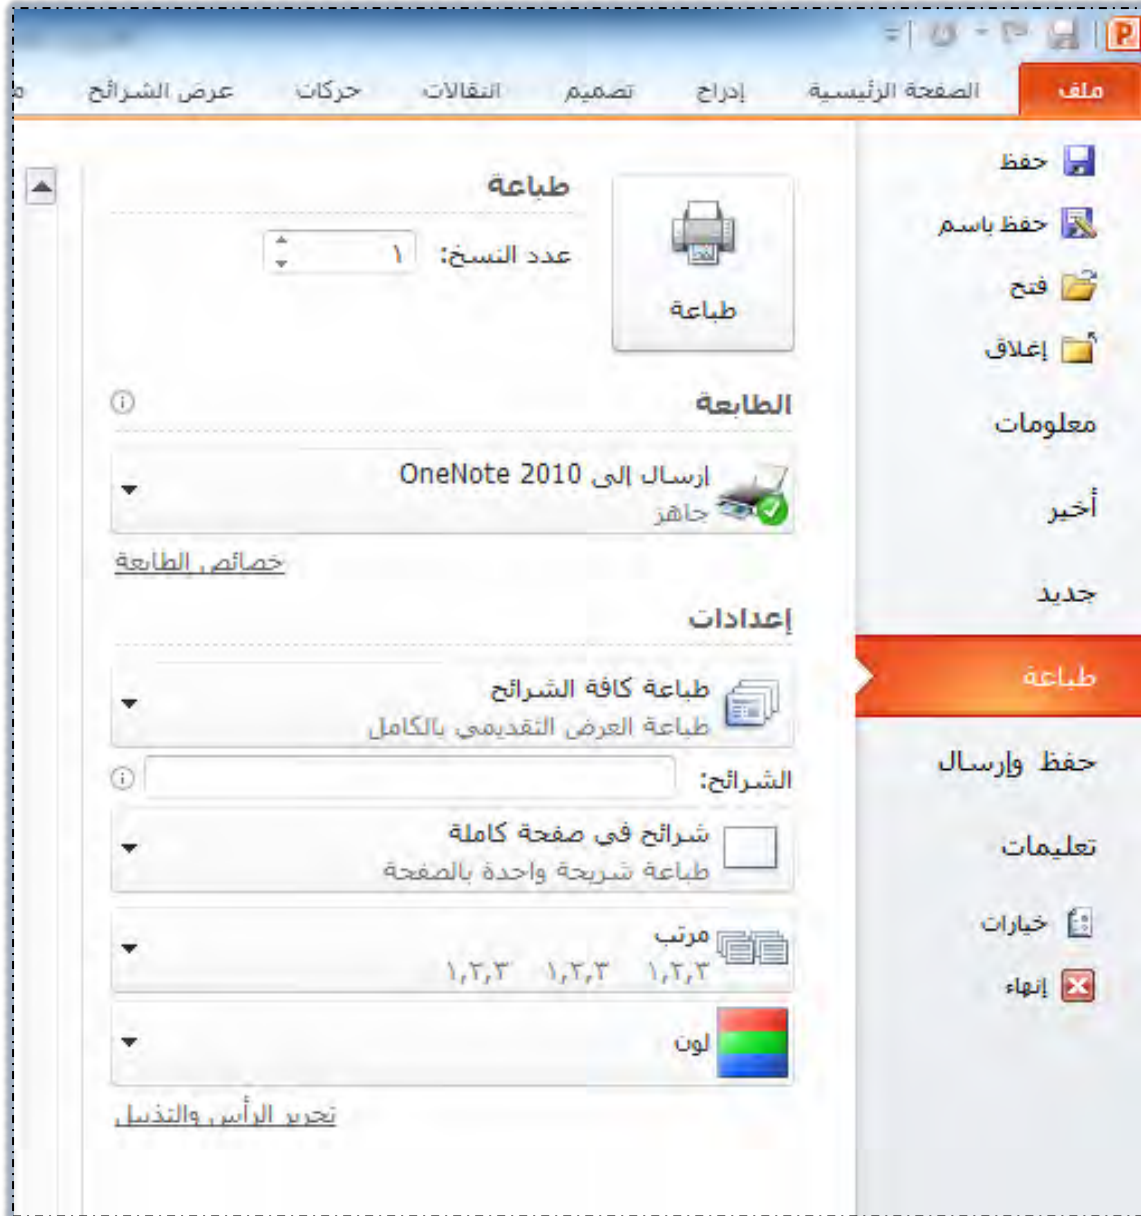 ملف الصفحة الرئيسية إدراج تصميم انتقالات حركات عرض الشرائح
حفظ
حفظ باسم
فتح
إغلاق
معلومات
أخير
جديد
طباعة
حفظ وإرسال
تعليمات
خيارات
إنهاء
طباعة
طباعة
عدد النسخ: ١
الطابعة
إرسال إلى OneNote 2010
جاهز
خصائص الطابعة
إعدادات
طباعة كافة الشرائح
طباعة العرض التقديمي بالكامل
الشرائح:
شرائح في صفحة كاملة
طباعة شريحة واحدة بالصفحة
مرتب
١,٢,٣ ١,٢,٣ ١,٢,٣
لون
تحرير الرأس والتذييل